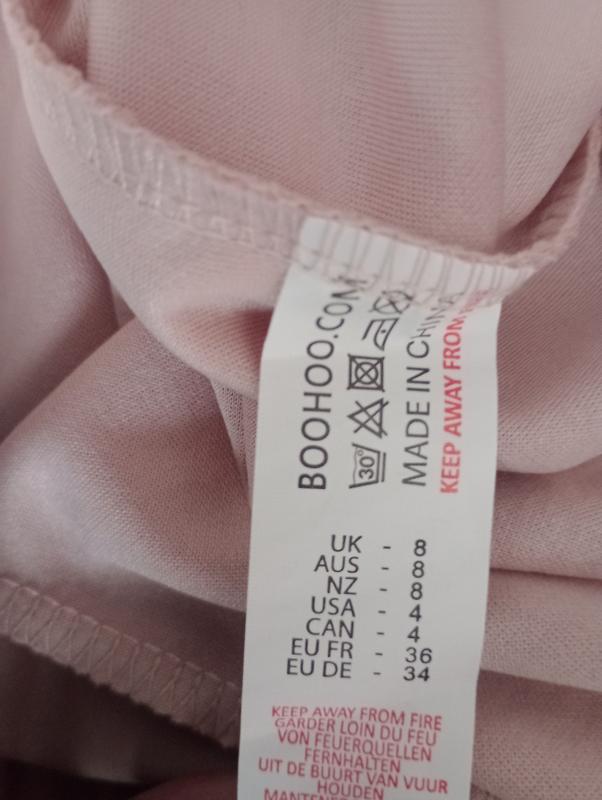 BOOHOO.COM
30°
MADE IN CHINA
KEEP AWAY FROM
UK - 8
AUS - 8
NZ - 8
USA - 4
CAN - 4
EU FR - 36
EU DE - 34
KEEP AWAY FROM FIRE
GARDER LOIN DU FEU
VON FEUERQUELLEN
FERNHALTEN
UIT DE BUURT VAN VUUR
HOUDEN